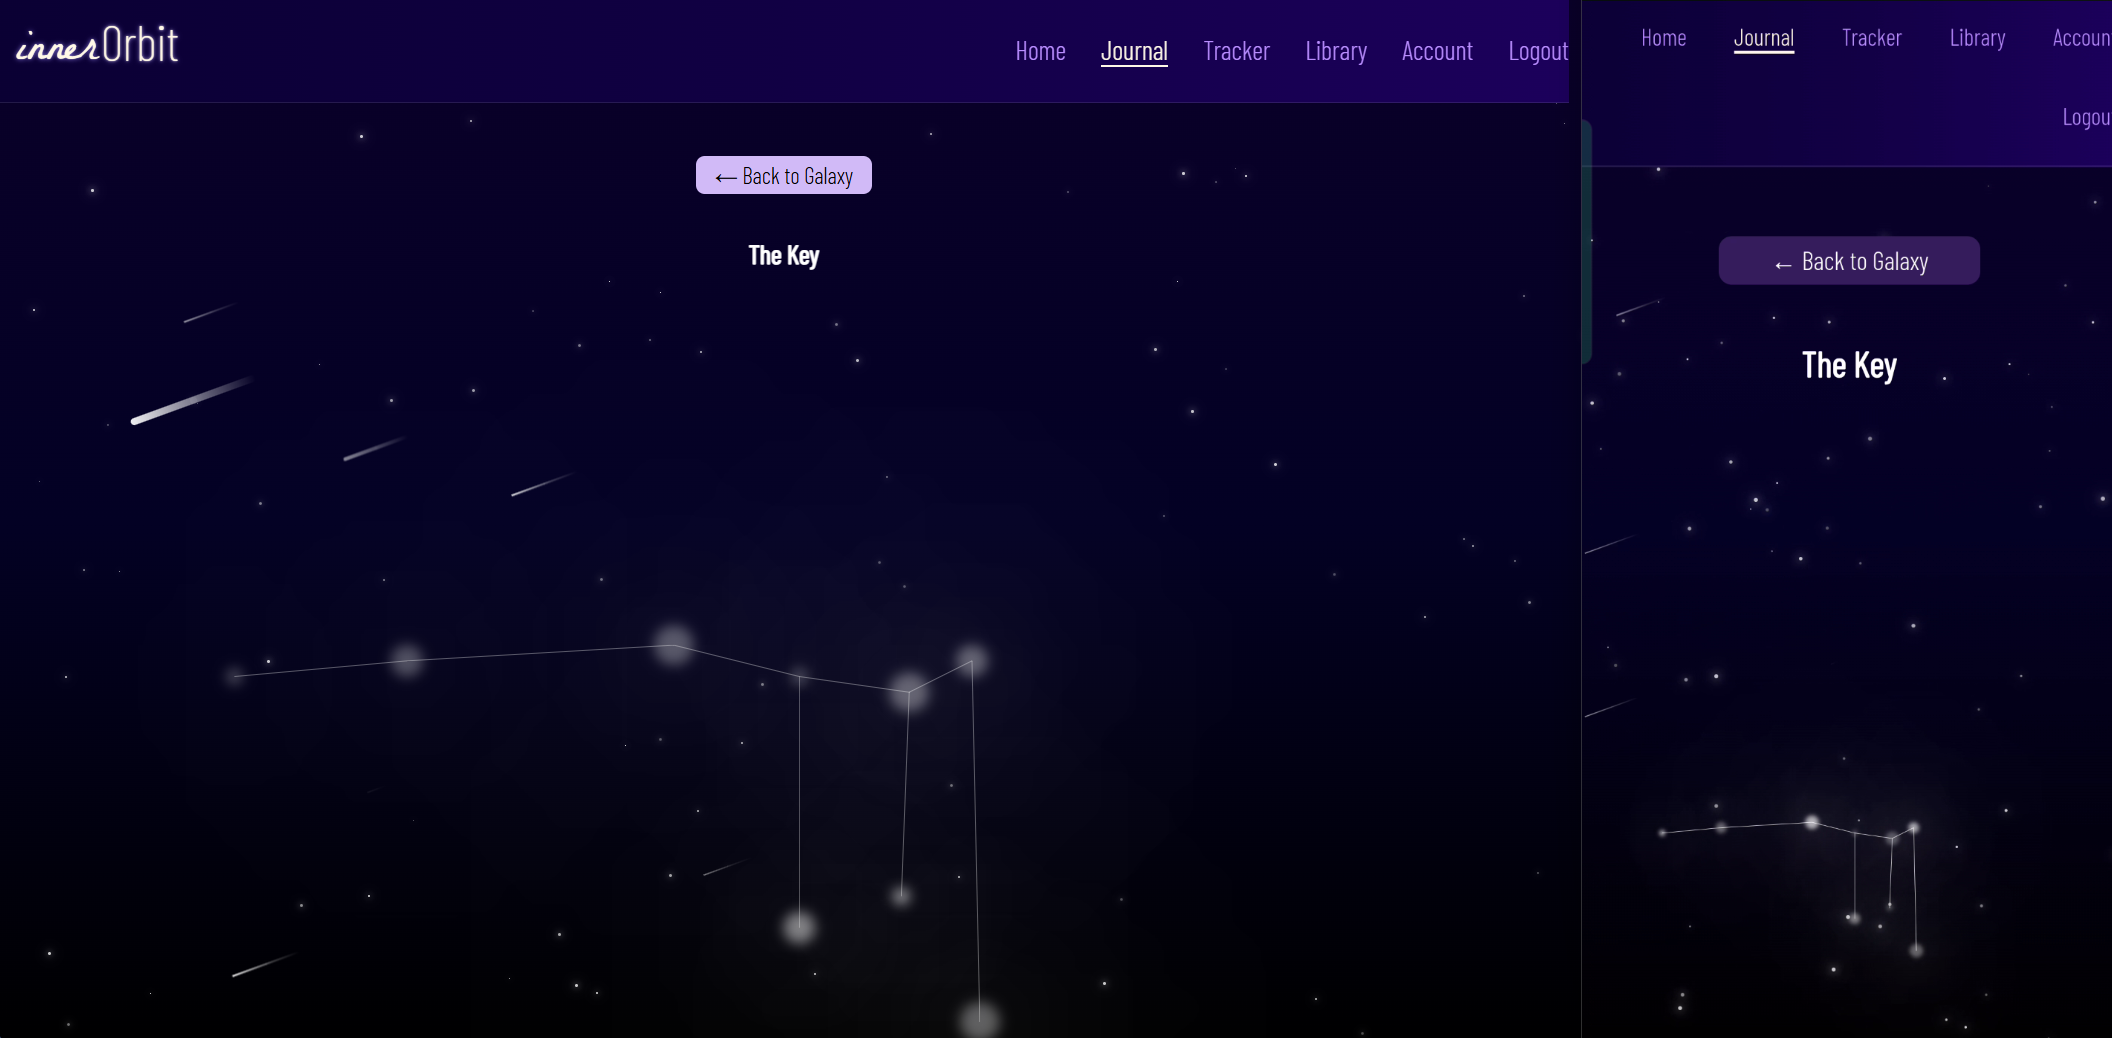 innerOrbit
Home Journal Tracker Library Account Logout
← Back to Galaxy
The Key
Home Journal Tracker Library Accoun
Logou
← Back to Galaxy
The Key